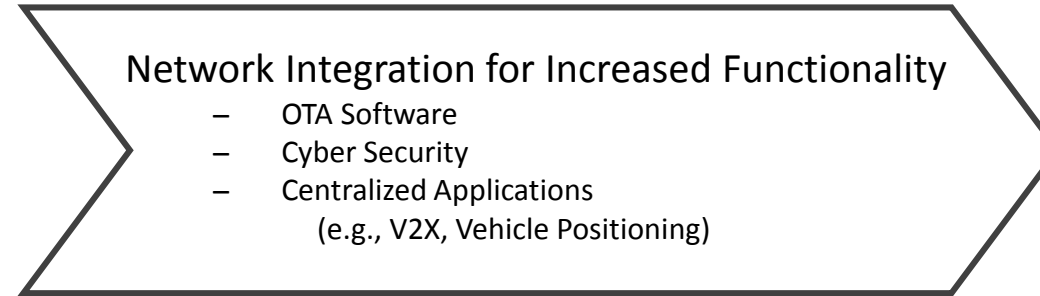 Network Integration for Increased Functionality
– OTA Software
– Cyber Security
– Centralized Applications
(e.g., V2X, Vehicle Positioning)